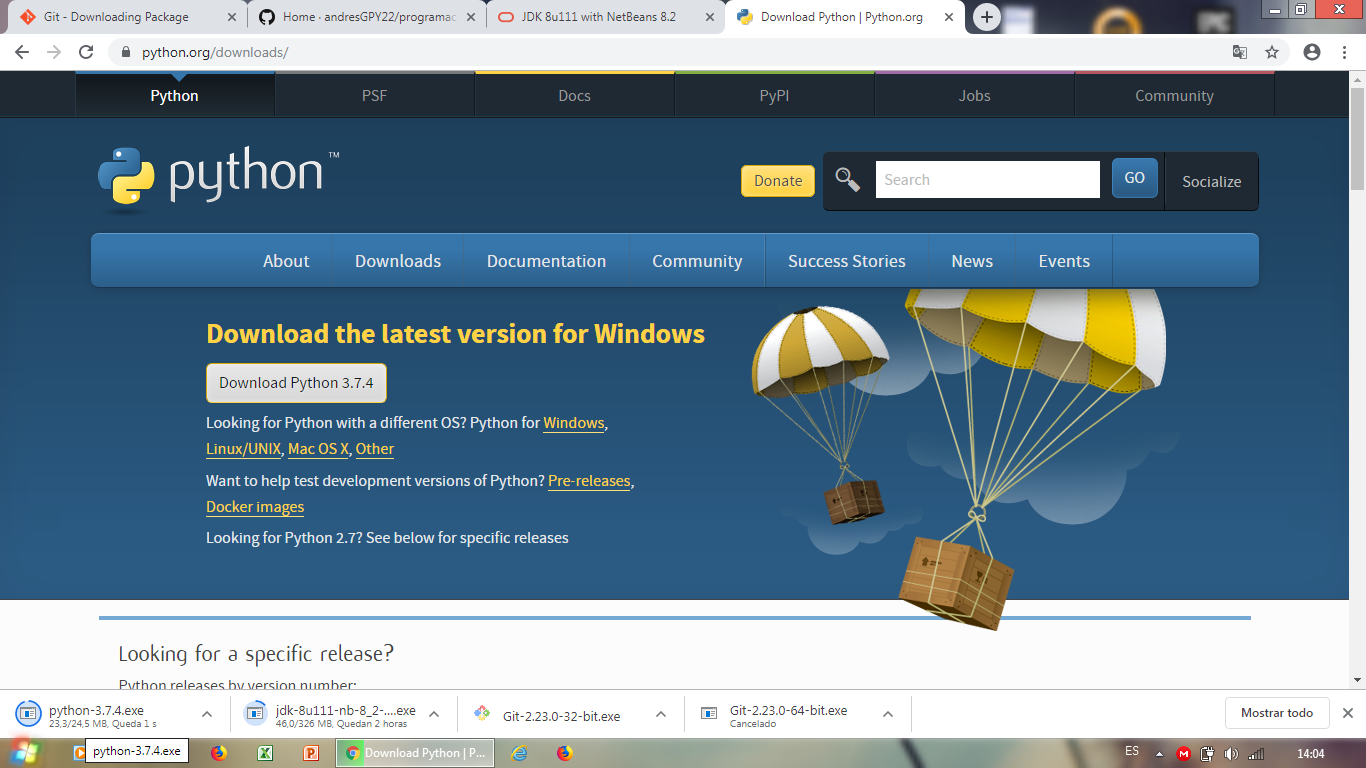 Git - Downloading Package
Home · andresGPY22/programac
JDK 8u111 with NetBeans 8.2
Download Python | Python.org
python.org/downloads/
Python
PSF
Docs
PyPI
Jobs
Community
python™
Donate
Search
GO
Socialize
About
Downloads
Documentation
Community
Success Stories
News
Events
Download the latest version for Windows
Download Python 3.7.4
Looking for Python with a different OS? Python for Windows,
Linux/UNIX, Mac OS X, Other
Want to help test development versions of Python? Pre-releases,
Docker images
Looking for Python 2.7? See below for specific releases
Looking for a specific release?
Python releases by version number:
python-3.7.4.exe
23,3/24,5 MB, Queda 1 s
jdk-8u111-nb-8_2-....exe
46,0/326 MB, Quedan 2 horas
Git-2.23.0-32-bit.exe
Git-2.23.0-64-bit.exe
Cancelado
Mostrar todo
python-3.7.4.exe
Download Python | P...
ES
14:04